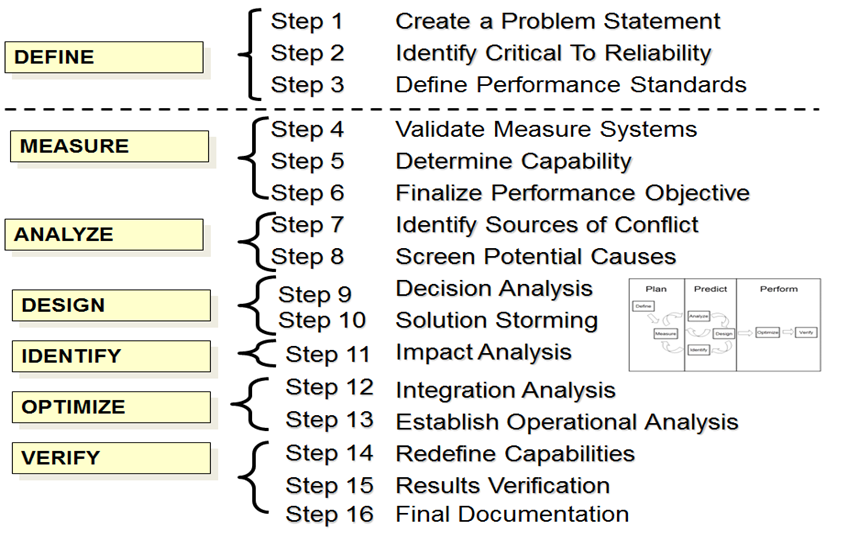 DEFINE
Step 1 Create a Problem Statement
Step 2 Identify Critical To Reliability
Step 3 Define Performance Standards
MEASURE
Step 4 Validate Measure Systems
Step 5 Determine Capability
Step 6 Finalize Performance Objective
ANALYZE
Step 7 Identify Sources of Conflict
Step 8 Screen Potential Causes
DESIGN
Step 9 Decision Analysis
Step 10 Solution Storming
IDENTIFY
Step 11 Impact Analysis
OPTIMIZE
Step 12 Integration Analysis
Step 13 Establish Operational Analysis
VERIFY
Step 14 Redefine Capabilities
Step 15 Results Verification
Step 16 Final Documentation
Plan Predict Perform
Define
Analyze
Measure Design Optimize Verify
Identify